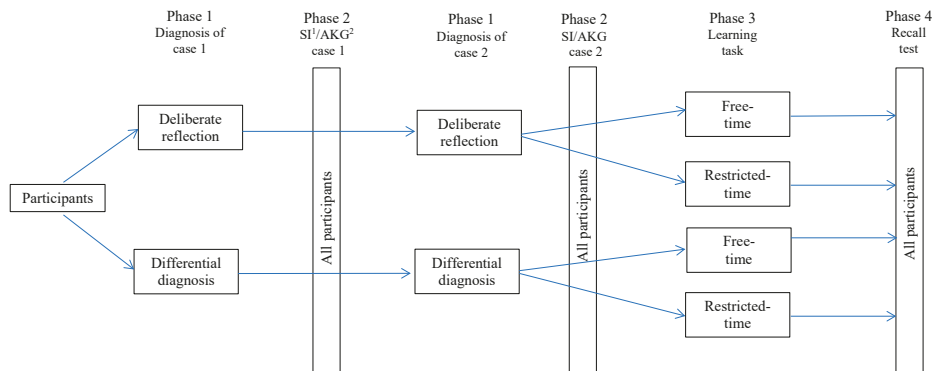 Phase 1
Diagnosis of
case 1
Phase 2
SI¹/AKG²
case 1
Phase 1
Diagnosis of
case 2
Phase 2
SI/AKG
case 2
Phase 3
Learning
task
Phase 4
Recall
test
Participants
Deliberate
reflection
Differential
diagnosis
All participants
Deliberate
reflection
Differential
diagnosis
All participants
Free-
time
Restricted-
time
Free-
time
Restricted-
time
All participants